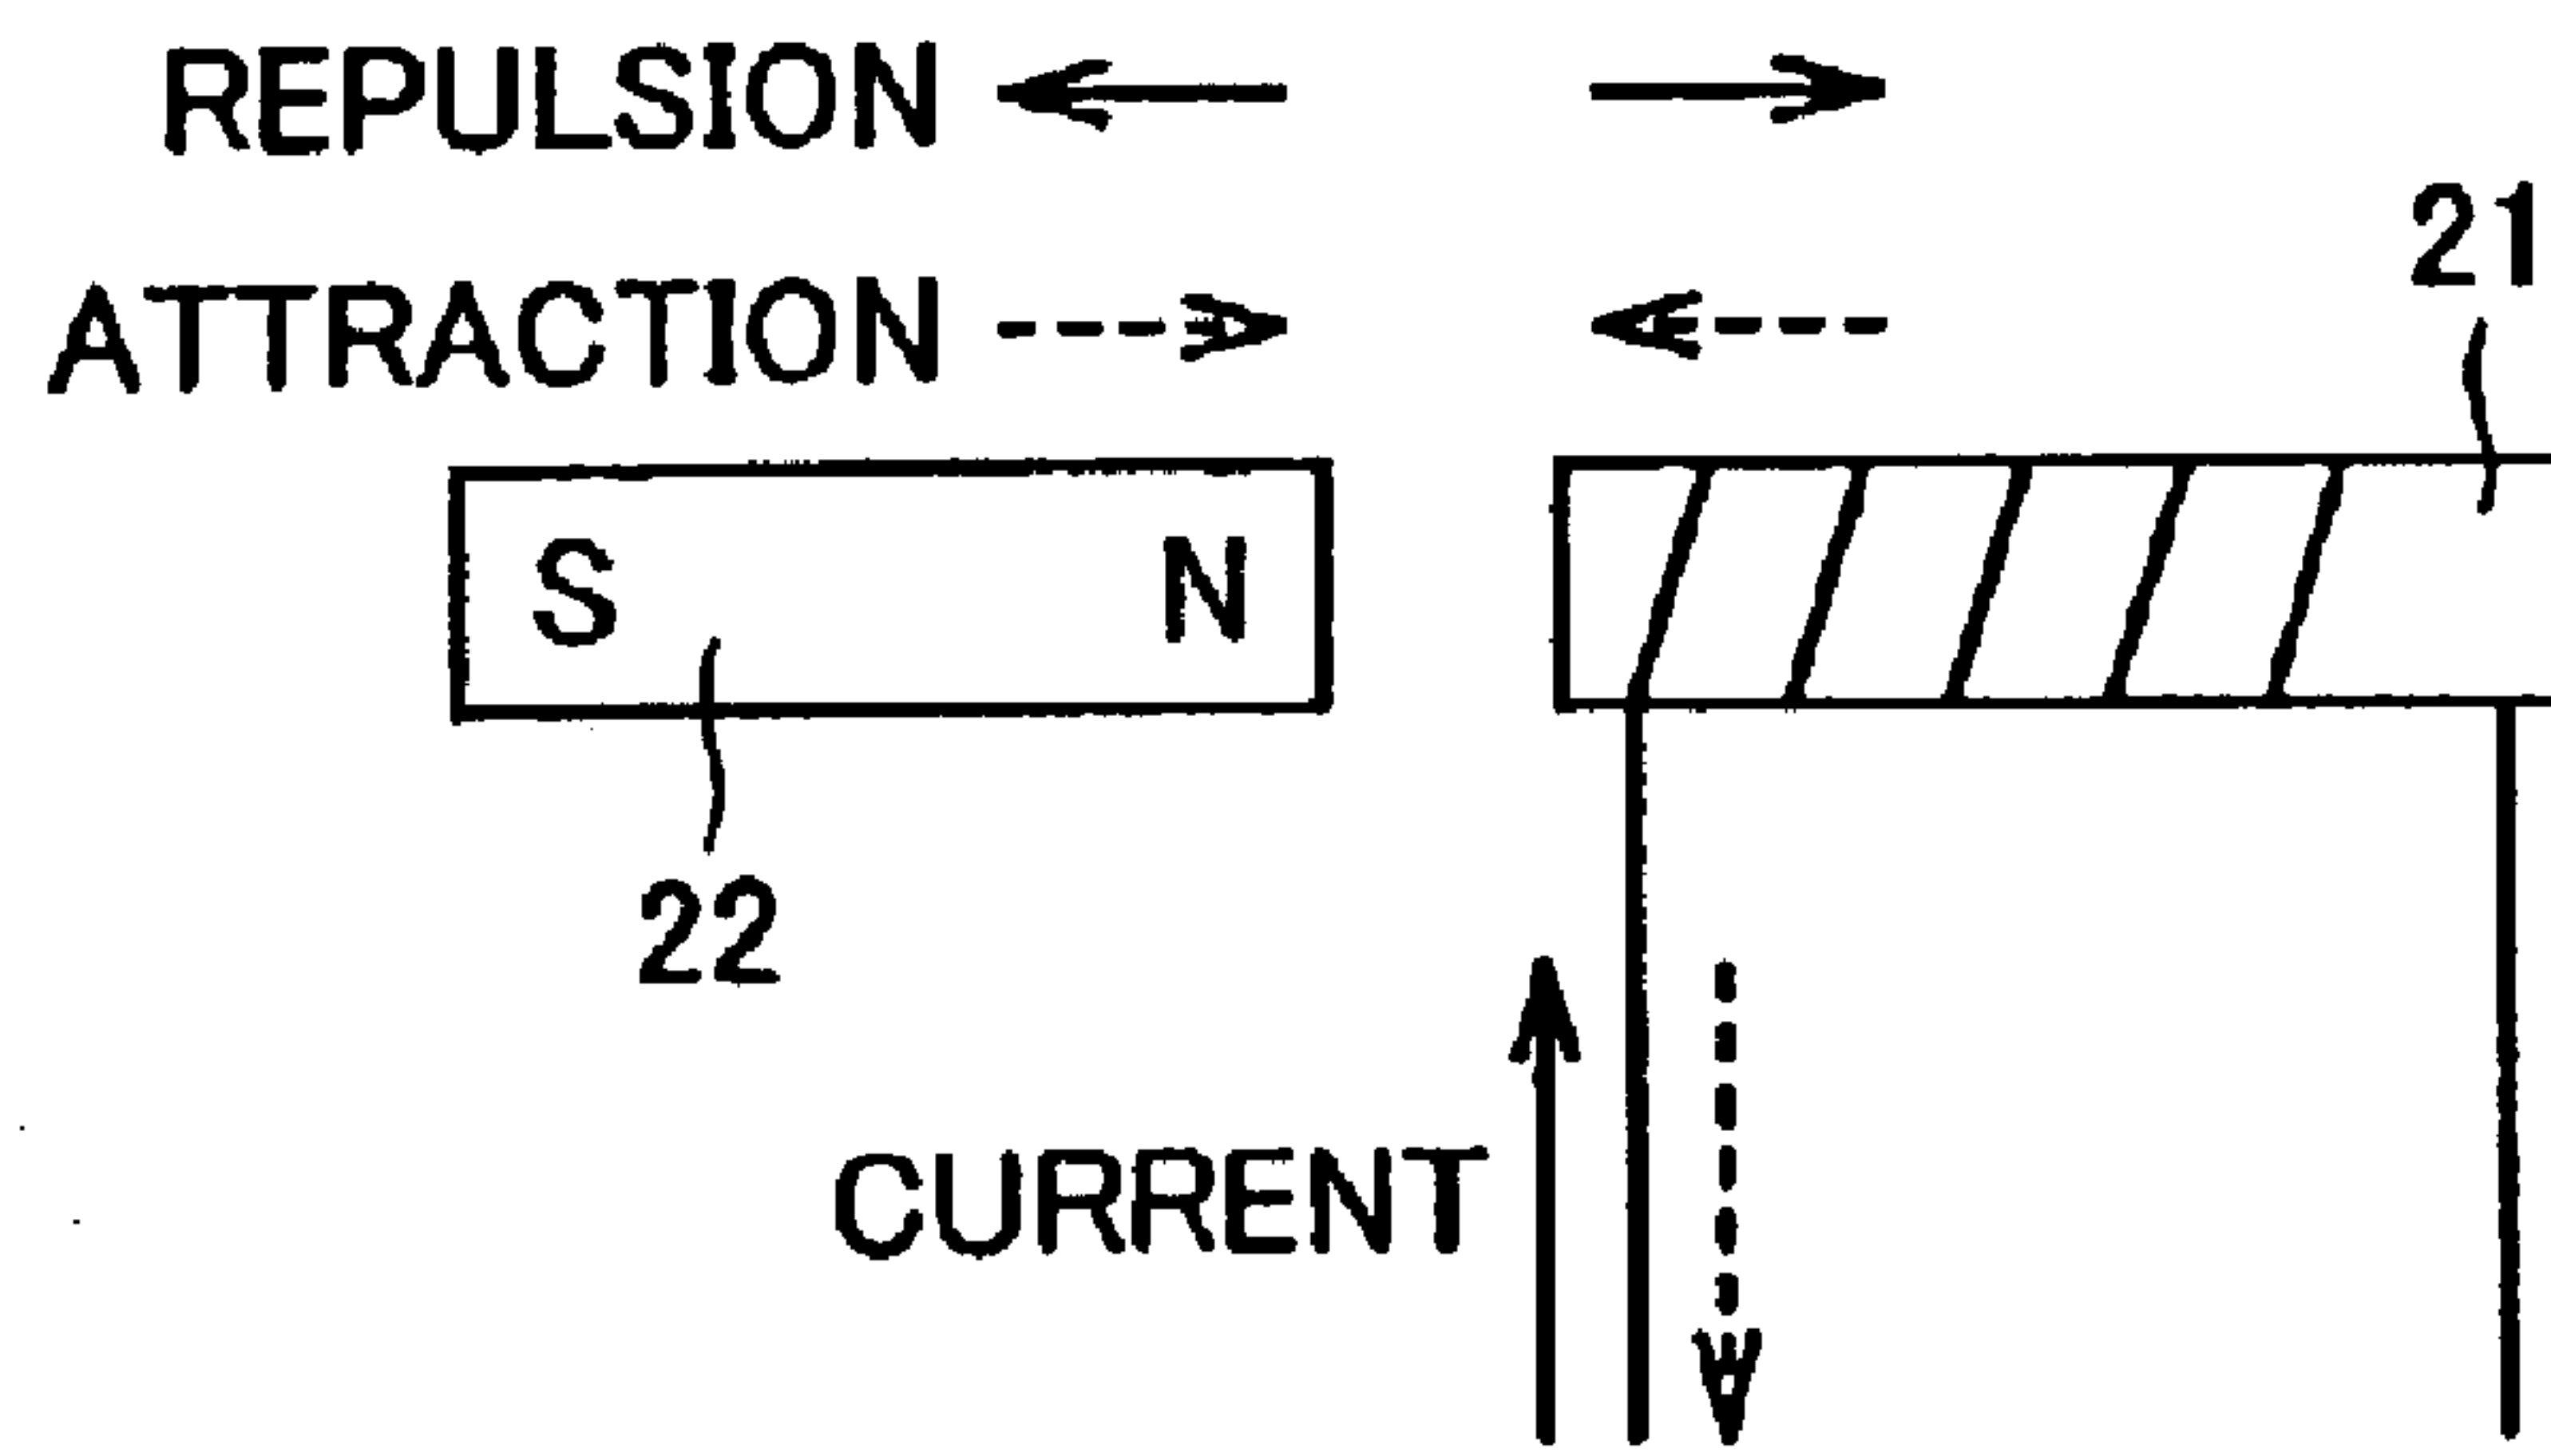 REPULSION
21
ATTRACTION
S N
22
CURRENT